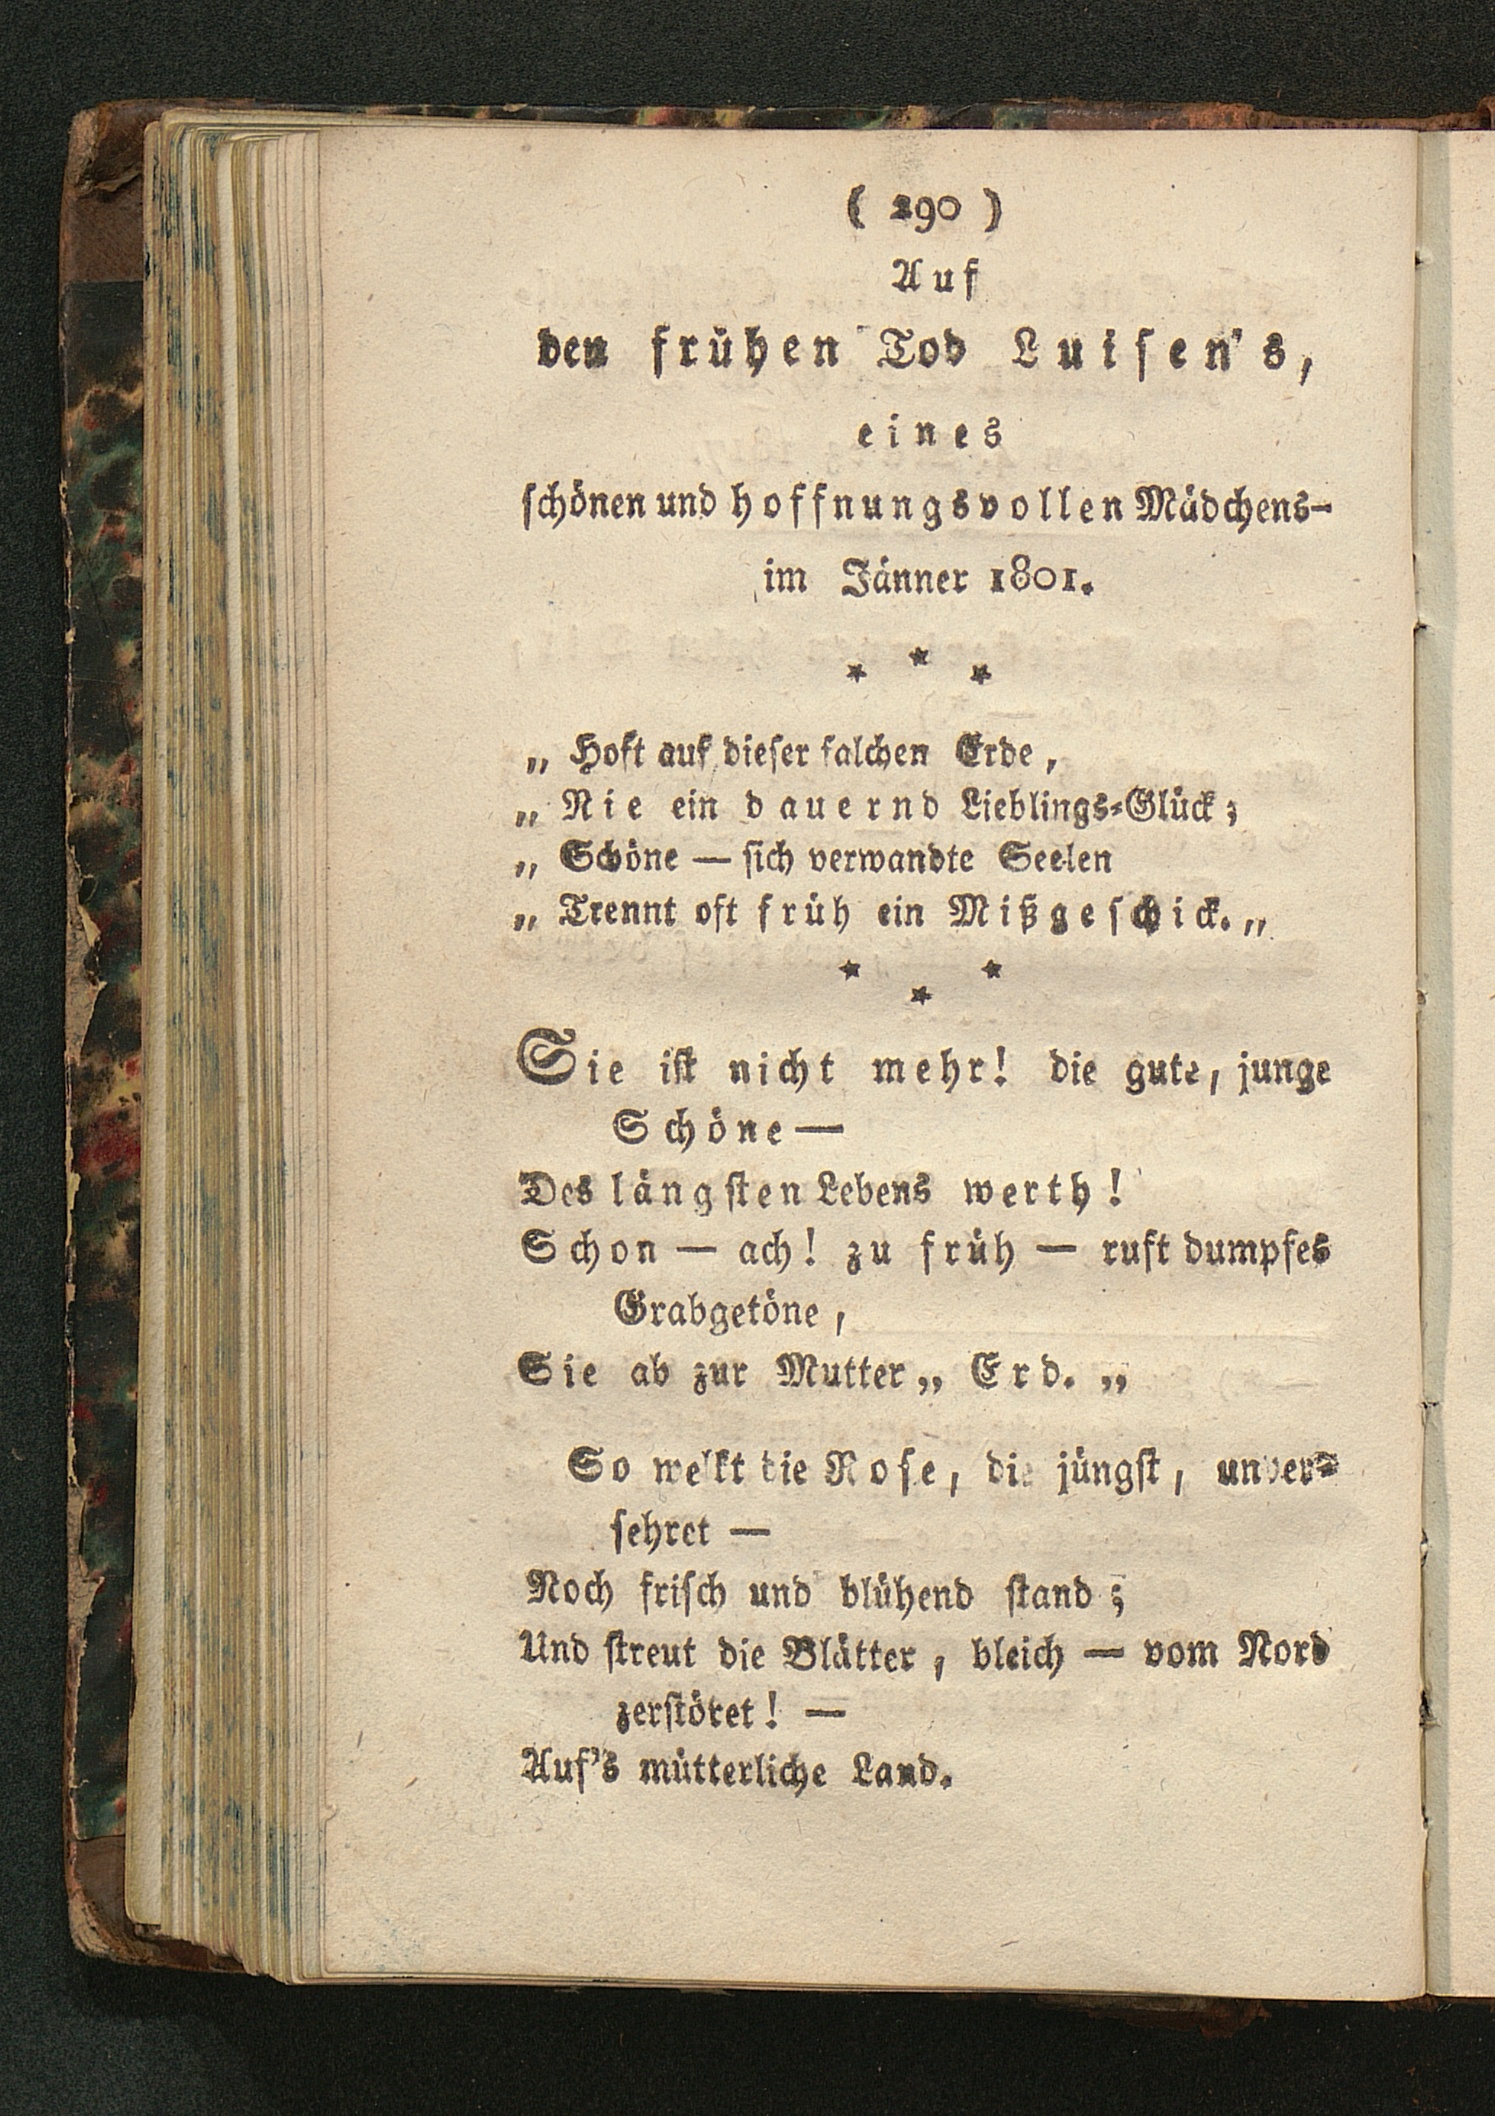 ( 290 )
Auf
den frühen Tod Luisen's,
eines
schönen und hoffnungsvollen Mädchens-
im Jänner 1801.
* * *
„ Hoft auf dieser falchen Erde,
„ Nie ein dauernd Lieblings-Glück;
„ Schöne — sich verwandte Seelen
„ Trennt oft früh ein Mißgeschick. „
* * *
Sie ist nicht mehr! die gute, junge
Schöne —
Des längsten Lebens werth!
Schon — ach! zu früh — ruft dumpfes
Grabgetöne,
Sie ab zur Mutter „ Erd. „
So welkt die Rose, die jüngst, unver-
sehret —
Noch frisch und blühend stand;
Und streut die Blätter, bleich — vom Nord
zerstöret! —
Auf's mütterliche Land.